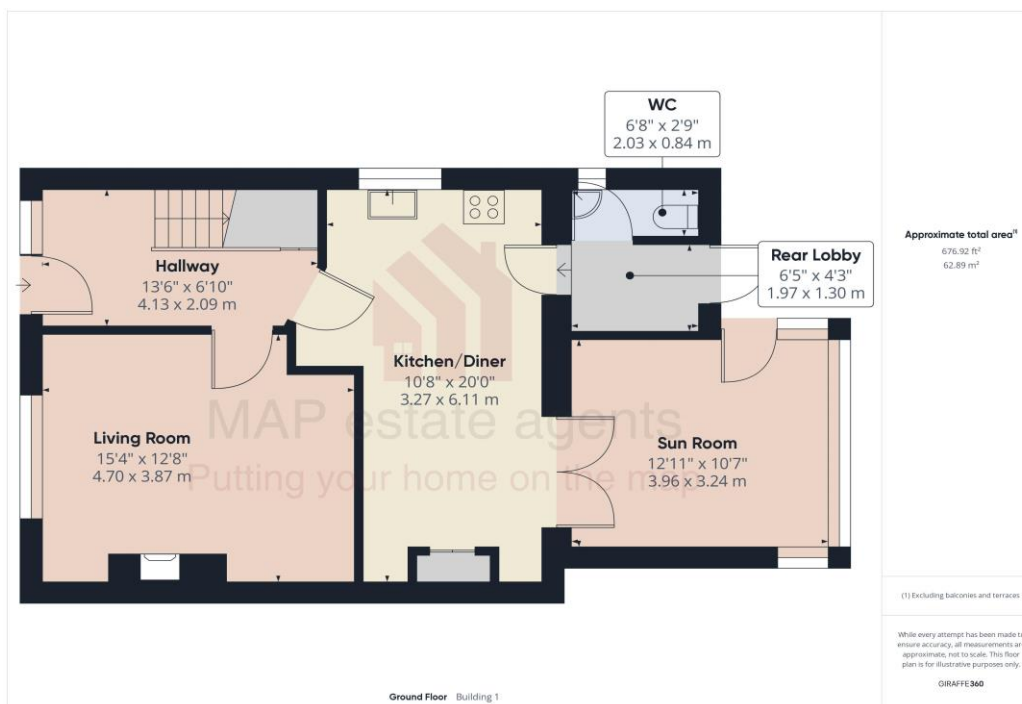 WC
6'8" x 2'9"
2.03 x 0.84 m
Hallway
13'6" x 6'10"
4.13 x 2.09 m
Rear Lobby
6'5" x 4'3"
1.97 x 1.30 m
Kitchen/Diner
10'8" x 20'0"
3.27 x 6.11 m
Living Room
15'4" x 12'8"
4.70 x 3.87 m
Sun Room
12'11" x 10'7"
3.96 x 3.24 m
MAP estate agents
Putting your home on the map
Ground Floor Building 1
Approximate total area(1)
676.92 ft²
62.89 m²
(1) Excluding balconies and terraces
While every attempt has been made to
ensure accuracy, all measurements are
approximate, not to scale. This floor
plan is for illustrative purposes only.
GIRAFFE360